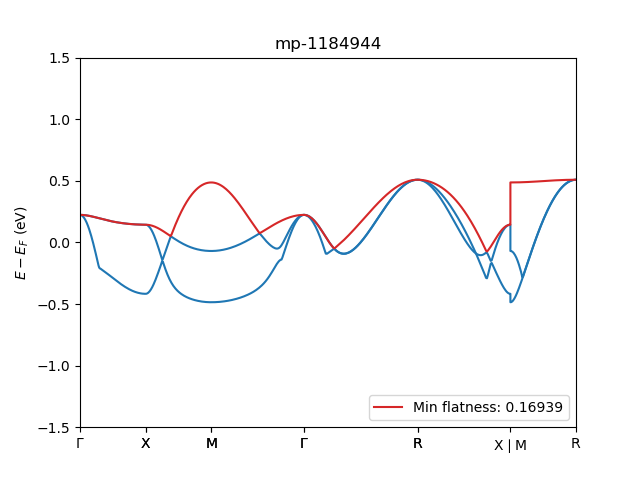 mp-1184944
1.5
1.0
0.5
0.0
−0.5
−1.0
−1.5
E − E_F (eV)
Min flatness: 0.16939
Γ X M Γ R X | M R